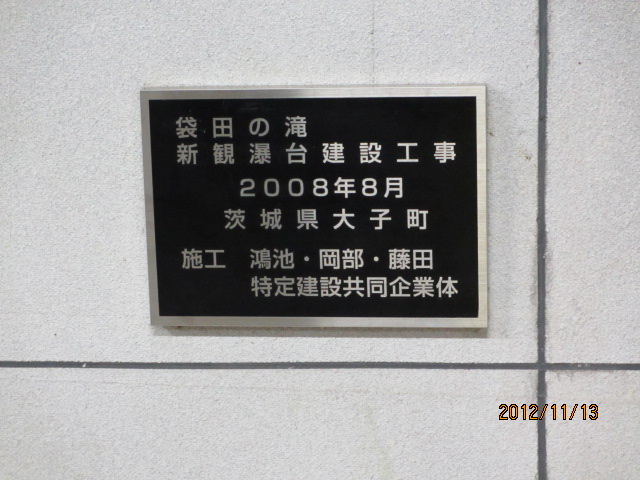 袋田の滝
新観瀑台建設工事
2008年8月
茨城県大子町
施工 鴻池・岡部・藤田
特定建設共同企業体
2012/11/13